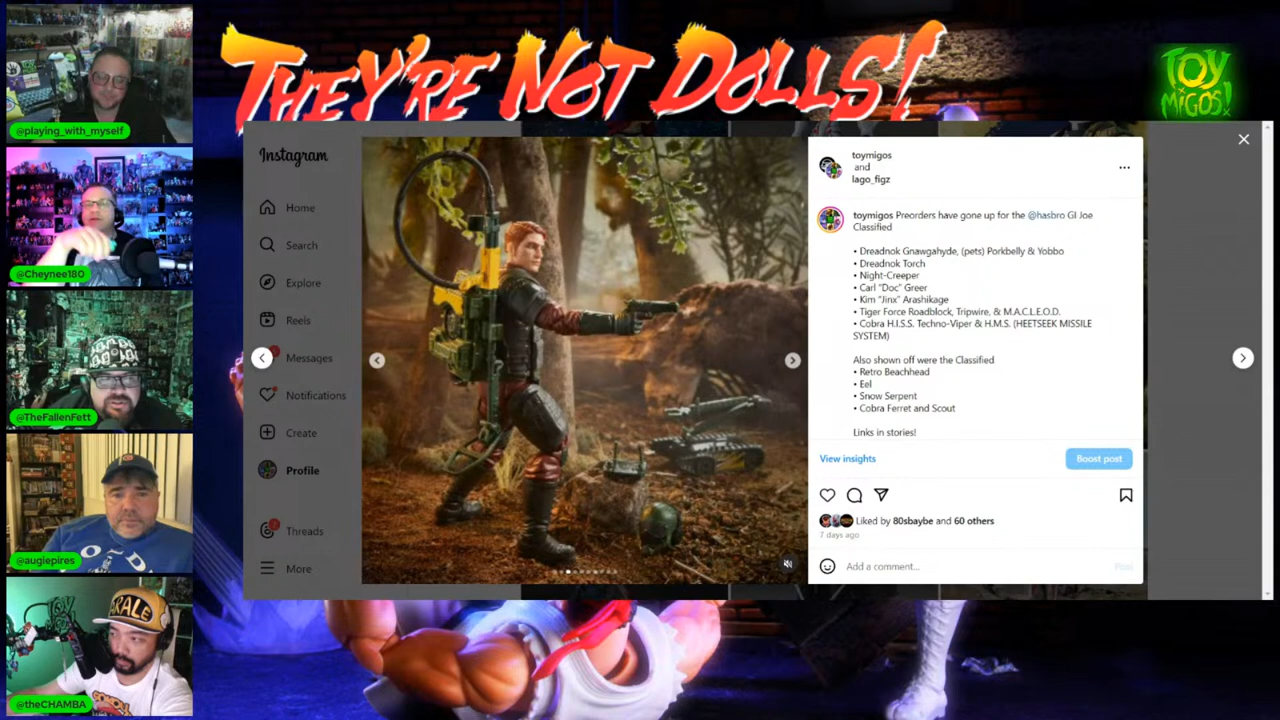 THEY'RE NOT DOLLS!
TOY
MIGOS!
@playing_with_myself
@Cheynee180
@TheFallenFett
@augiepires
@theCHAMBA
Instagram
Home
Search
Explore
Reels
Messages
Notifications
Create
Profile
Threads
More
toymigos
and
lago_figz
toymigos Preorders have gone up for the @hasbro GI Joe
Classified
• Dreadnok Gnawgahyde, (pets) Porkbelly & Yobbo
• Dreadnok Torch
• Night-Creeper
• Carl "Doc" Greer
• Kim "Jinx" Arashikage
• Tiger Force Roadblock, Tripwire, & M.A.C.L.E.O.D.
• Cobra H.I.S.S. Techno-Viper & H.M.S. (HEETSEEK MISSILE
SYSTEM)
Also shown off were the Classified
• Retro Beachhead
• Eel
• Snow Serpent
• Cobra Ferret and Scout
Links in stories!
View insights
Boost post
Liked by 80sbaybe and 60 others
7 days ago
Add a comment...
Post